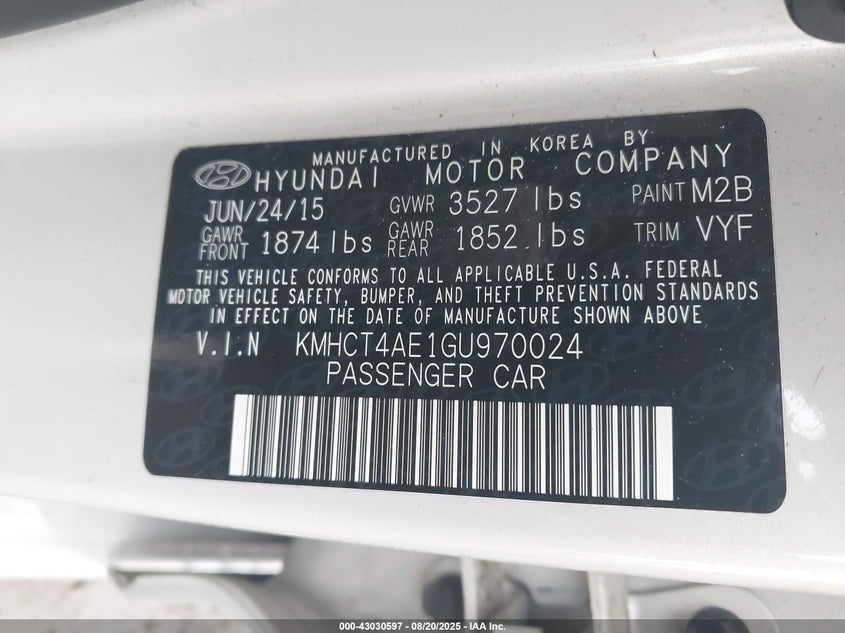 MANUFACTURED IN KOREA BY
HYUNDAI MOTOR COMPANY
JUN/24/15 GVWR 3527 lbs PAINT M2B
GAWR FRONT 1874 lbs GAWR REAR 1852 lbs TRIM VYF
THIS VEHICLE CONFORMS TO ALL APPLICABLE U.S.A. FEDERAL
MOTOR VEHICLE SAFETY, BUMPER, AND THEFT PREVENTION STANDARDS
IN EFFECT ON THE DATE OF MANUFACTURE SHOWN ABOVE
V.I.N KMHCT4AE1GU970024
PASSENGER CAR
000-43030597 - 08/20/2025 - IAA Inc.